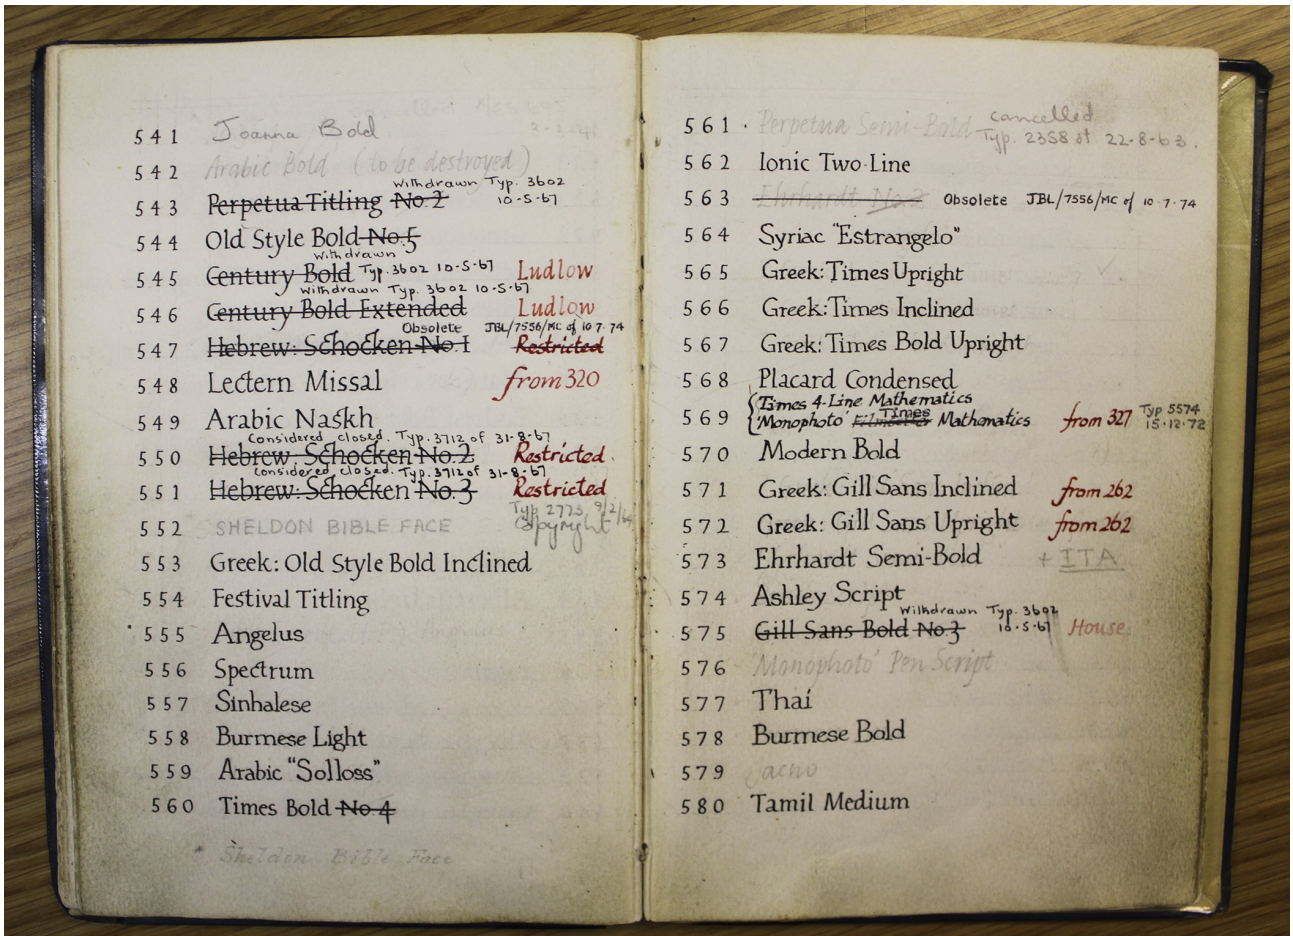 541 Joanna Bold
542 Arabic Bold (to be destroyed)
Withdrawn Typ. 3602
543 Perpetua Titling No. 2 10-5-67
544 Old Style Bold No. 5
Withdrawn
545 Century Bold Typ. 3602 10-5-67 Ludlow
Withdrawn Typ. 3602 10-5-67
546 Century Bold Extended Ludlow
Obsolete JBL/7556/MC of 10.7.74
547 Hebrew: Schocken No. 1 Restricted
548 Lectern Missal from 320
549 Arabic Naskh
Considered closed. Typ. 3712 of 31-8-67
550 Hebrew: Schocken No. 2 Restricted.
Considered closed. Typ. 3712 of 31-8-67
551 Hebrew: Schocken No. 3 Restricted
Typ 2773, 9/2/
552 SHELDON BIBLE FACE Copyright
553 Greek: Old Style Bold Inclined
554 Festival Titling
555 Angelus
556 Spectrum
557 Sinhalese
558 Burmese Light
559 Arabic "Solloss"
560 Times Bold No. 4
Sheldon Bible Face
561 Perpetua Semi-Bold cancelled
Typ. 2358 of 22-8-63.
562 Ionic Two-Line
563 Ehrhardt No. 2 Obsolete JBL/7556/MC of 10.7.74
564 Syriac "Estrangelo"
565 Greek: Times Upright
566 Greek: Times Inclined
567 Greek: Times Bold Upright
568 Placard Condensed
Times 4-Line Mathematics
569 'Monophoto' Filmsetter Times Mathematics from 327 Typ 5574 15.12.72
570 Modern Bold
571 Greek: Gill Sans Inclined from 262
572 Greek: Gill Sans Upright from 262
573 Ehrhardt Semi-Bold + ITA
574 Ashley Script
Withdrawn Typ. 3602
575 Gill Sans Bold No. 3 10-5-67 House
576 'Monophoto' Pen Script
577 Thai
578 Burmese Bold
579 Jacno
580 Tamil Medium